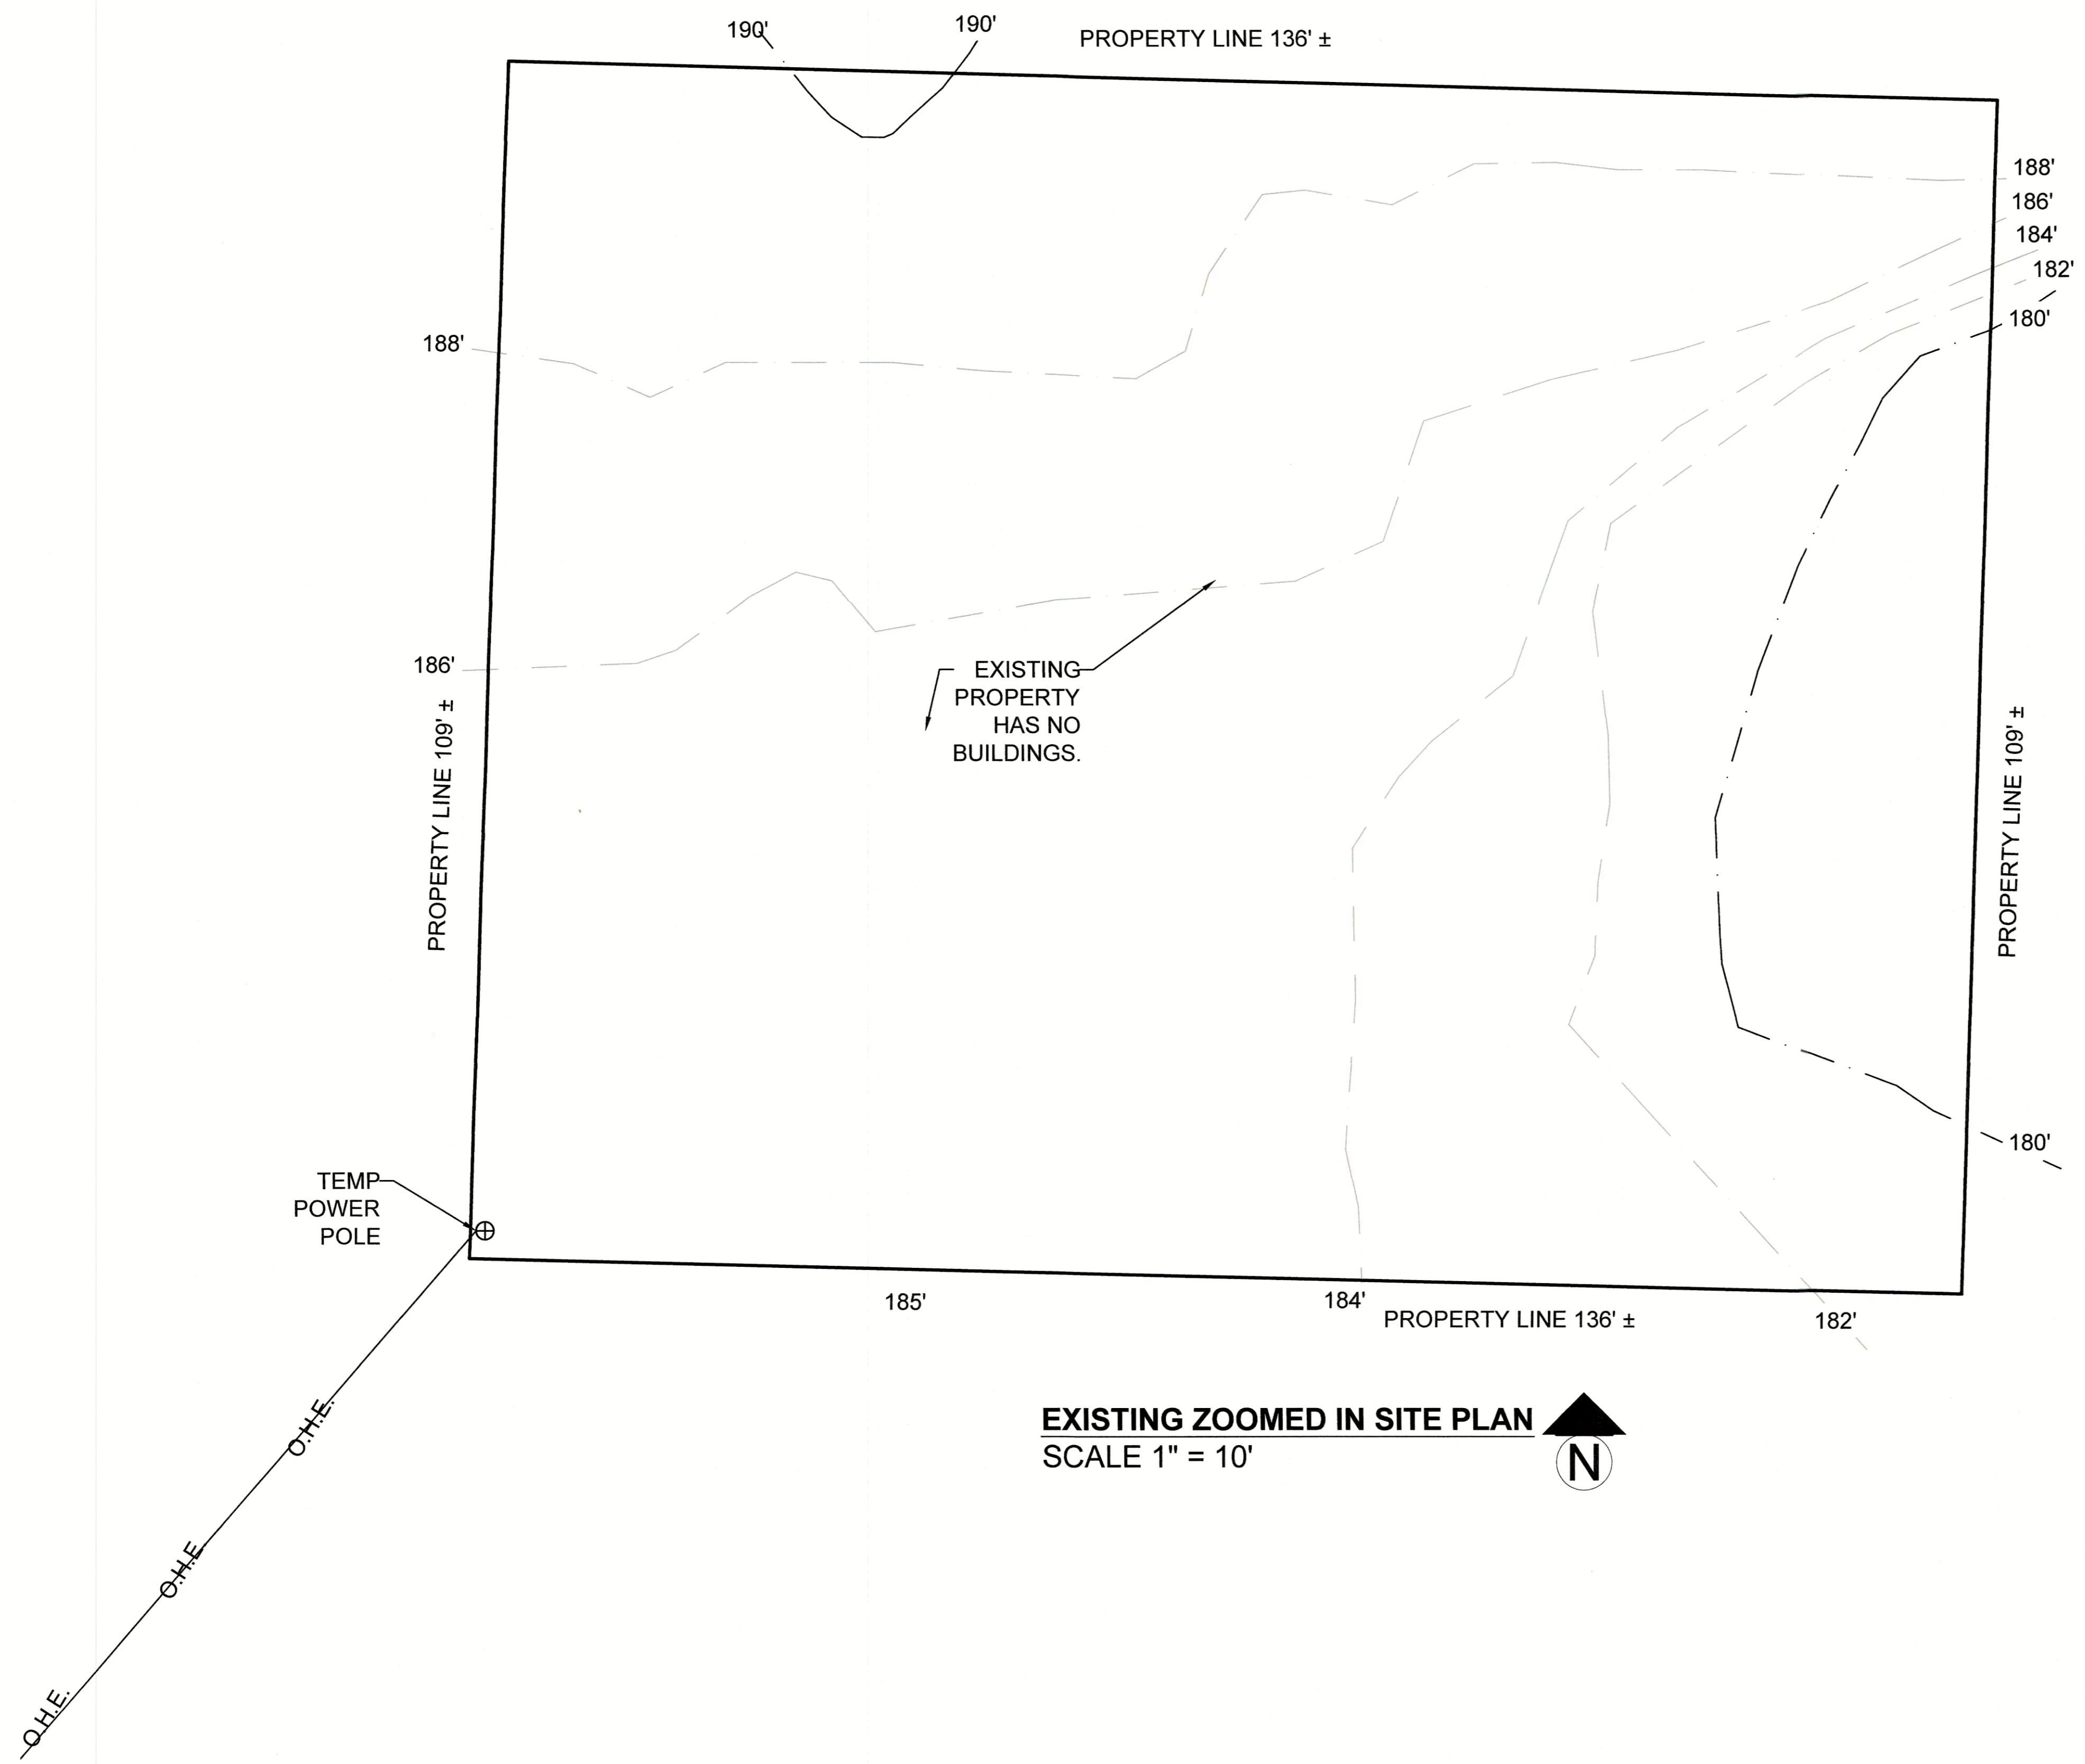 190'
190'
PROPERTY LINE 136' ±
188'
186'
184'
182'
180'
188'
186'
EXISTING
PROPERTY
HAS NO
BUILDINGS.
PROPERTY LINE 109' ±
PROPERTY LINE 109' ±
180'
TEMP
POWER
POLE
185'
184'
PROPERTY LINE 136' ±
182'
O.H.E.
O.H.E.
O.H.E.
EXISTING ZOOMED IN SITE PLAN
SCALE 1" = 10'
N